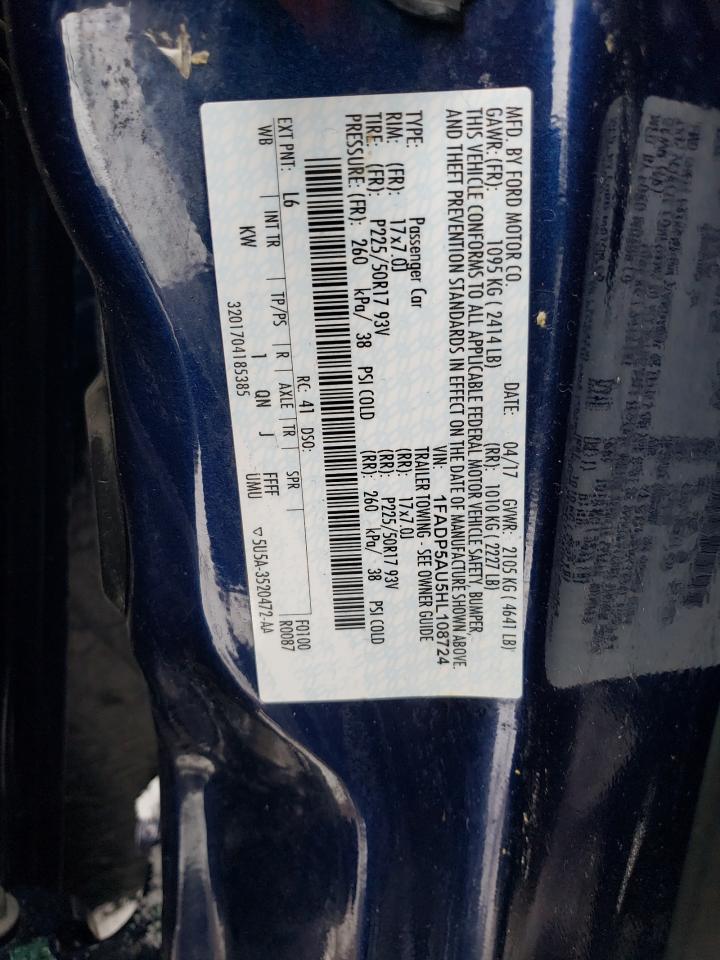 MFD. BY FORD MOTOR CO.
DATE: 04/17 GVWR: 2105 KG ( 4641 LB)
GAWR: (FR): 1095 KG ( 2414 LB) (RR): 1010 KG ( 2227 LB)
THIS VEHICLE CONFORMS TO ALL APPLICABLE FEDERAL MOTOR VEHICLE SAFETY, BUMPER,
AND THEFT PREVENTION STANDARDS IN EFFECT ON THE DATE OF MANUFACTURE SHOWN ABOVE.
VIN: 1FADP5AU5HL108724
TYPE: Passenger Car TRAILER TOWING - SEE OWNER GUIDE
RIM: (FR): 17x7.0J (RR): 17x7.0J
TIRE: (FR): P225/50R17 93V (RR): P225/50R17 93V
PRESSURE: (FR): 260 kPa/ 38 PSI COLD (RR): 260 kPa/ 38 PSI COLD
RC: 41 DSO: F0100
EXT PNT: L6 R0087
WB INT TR TP/PS R AXLE TR SPR
KW 1 QN J FFFF ▽5U5A-3520472-AA
3201704185385 UMU